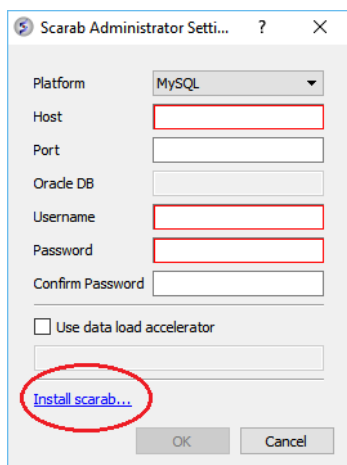 Scarab Administrator Setti... ?
Platform MySQL
Host
Port
Oracle DB
Username
Password
Confirm Password
Use data load accelerator
Install scarab...
OK Cancel